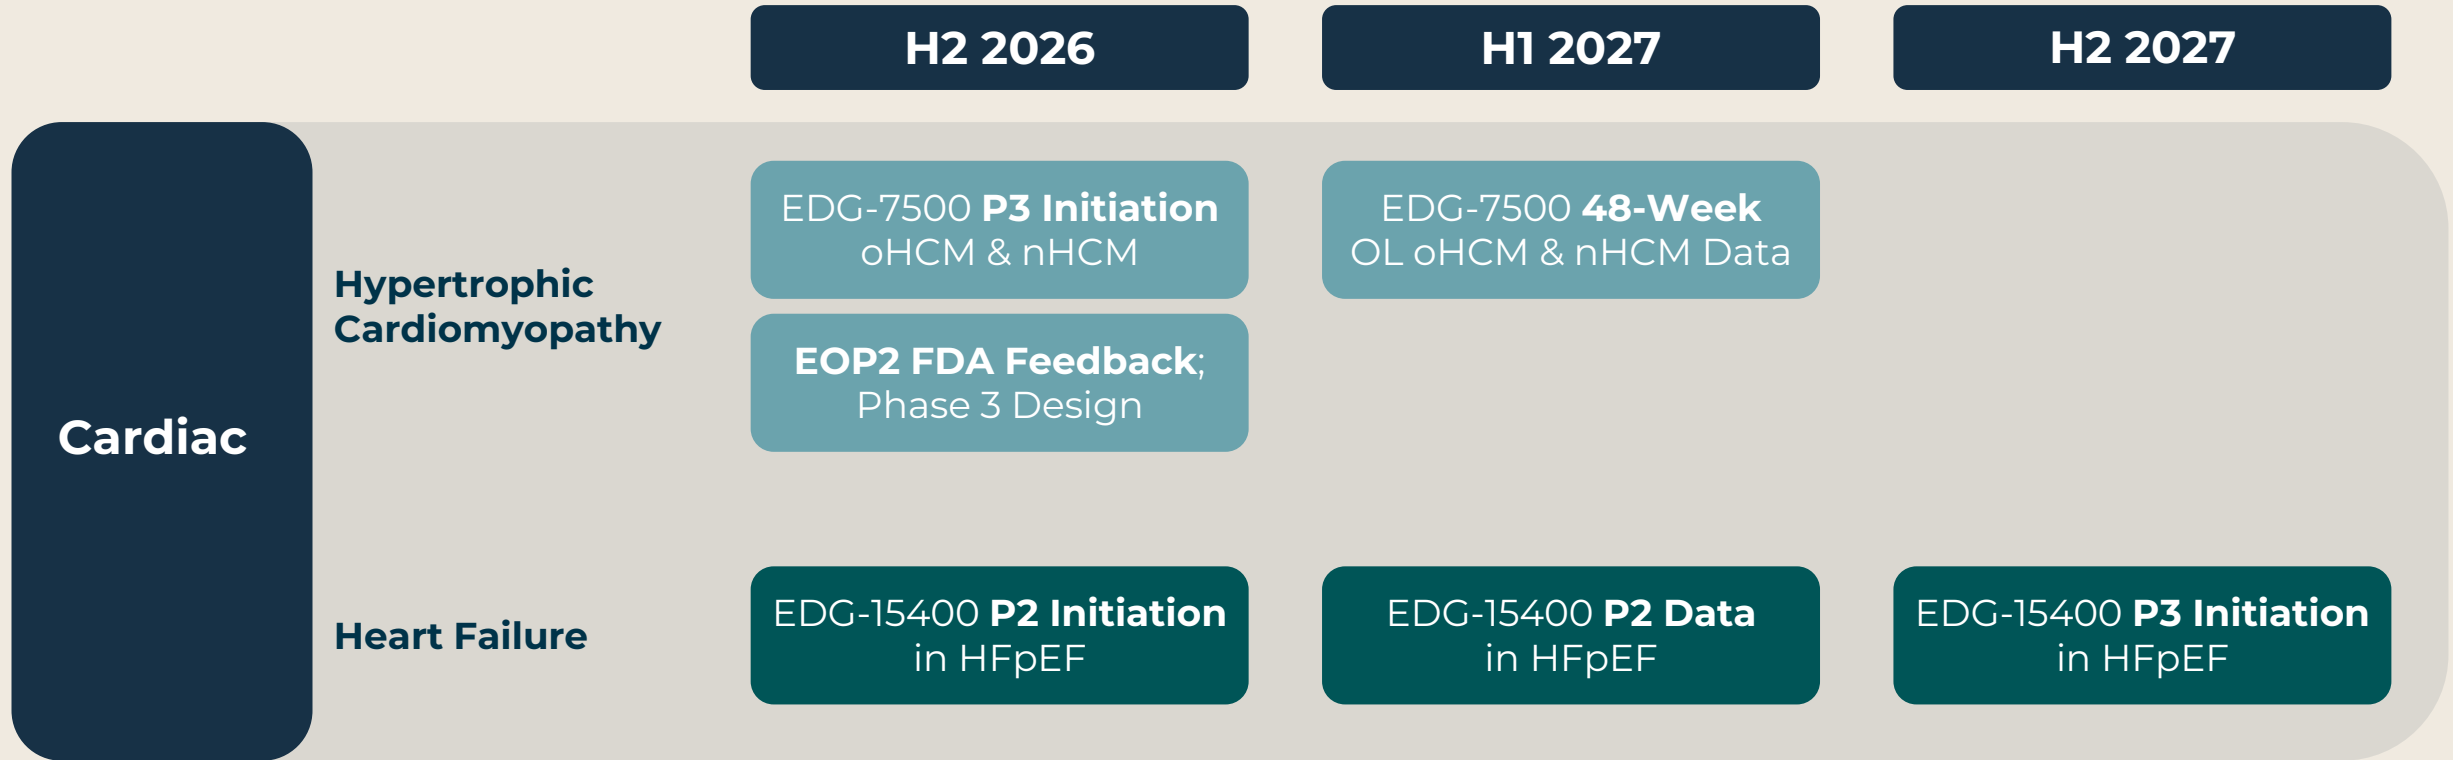 H2 2026
H1 2027
H2 2027
Cardiac
Hypertrophic
Cardiomyopathy
EDG-7500 P3 Initiation
oHCM & nHCM
EDG-7500 48-Week
OL oHCM & nHCM Data
EOP2 FDA Feedback;
Phase 3 Design
Heart Failure
EDG-15400 P2 Initiation
in HFpEF
EDG-15400 P2 Data
in HFpEF
EDG-15400 P3 Initiation
in HFpEF